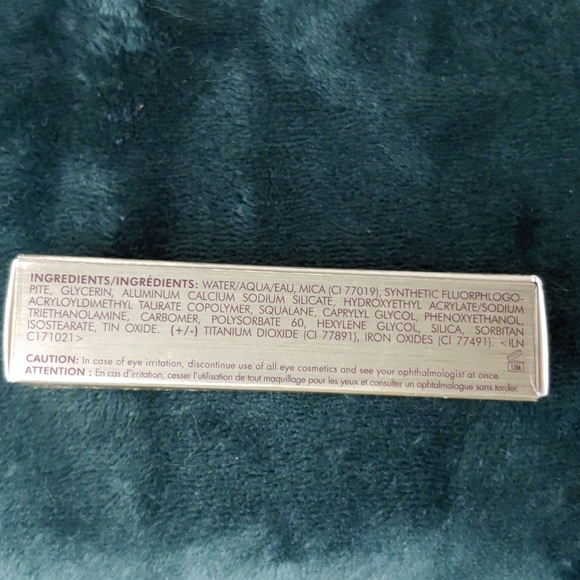 INGREDIENTS/INGRÉDIENTS: WATER/AQUA/EAU, MICA (CI 77019), SYNTHETIC FLUORPHLOGO-
PITE, GLYCERIN, ALUMINUM CALCIUM SODIUM SILICATE, HYDROXYETHYL ACRYLATE/SODIUM
ACRYLOYLDIMETHYL TAURATE COPOLYMER, SQUALANE, CAPRYLYL GLYCOL, PHENOXYETHANOL,
TRIETHANOLAMINE, CARBOMER, POLYSORBATE 60, HEXYLENE GLYCOL, SILICA, SORBITAN
ISOSTEARATE, TIN OXIDE. (+/-) TITANIUM DIOXIDE (CI 77891), IRON OXIDES (CI 77491). <ILN
C171021>
CAUTION: In case of eye irritation, discontinue use of all eye cosmetics and see your ophthalmologist at once.
ATTENTION : En cas d'irritation, cesser l'utilisation de tout maquillage pour les yeux et consulter un ophtalmologue sans tarder.
12M